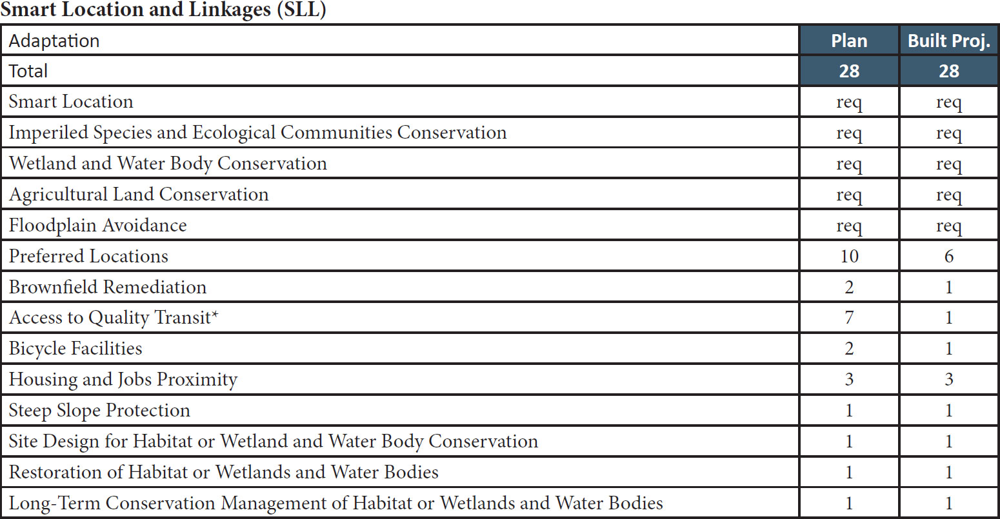 Smart Location and Linkages (SLL)
Adaptation Plan Built Proj.
Total 28 28
Smart Location req req
Imperiled Species and Ecological Communities Conservation req req
Wetland and Water Body Conservation req req
Agricultural Land Conservation req req
Floodplain Avoidance req req
Preferred Locations 10 6
Brownfield Remediation 2 1
Access to Quality Transit* 7 1
Bicycle Facilities 2 1
Housing and Jobs Proximity 3 3
Steep Slope Protection 1 1
Site Design for Habitat or Wetland and Water Body Conservation 1 1
Restoration of Habitat or Wetlands and Water Bodies 1 1
Long-Term Conservation Management of Habitat or Wetlands and Water Bodies 1 1